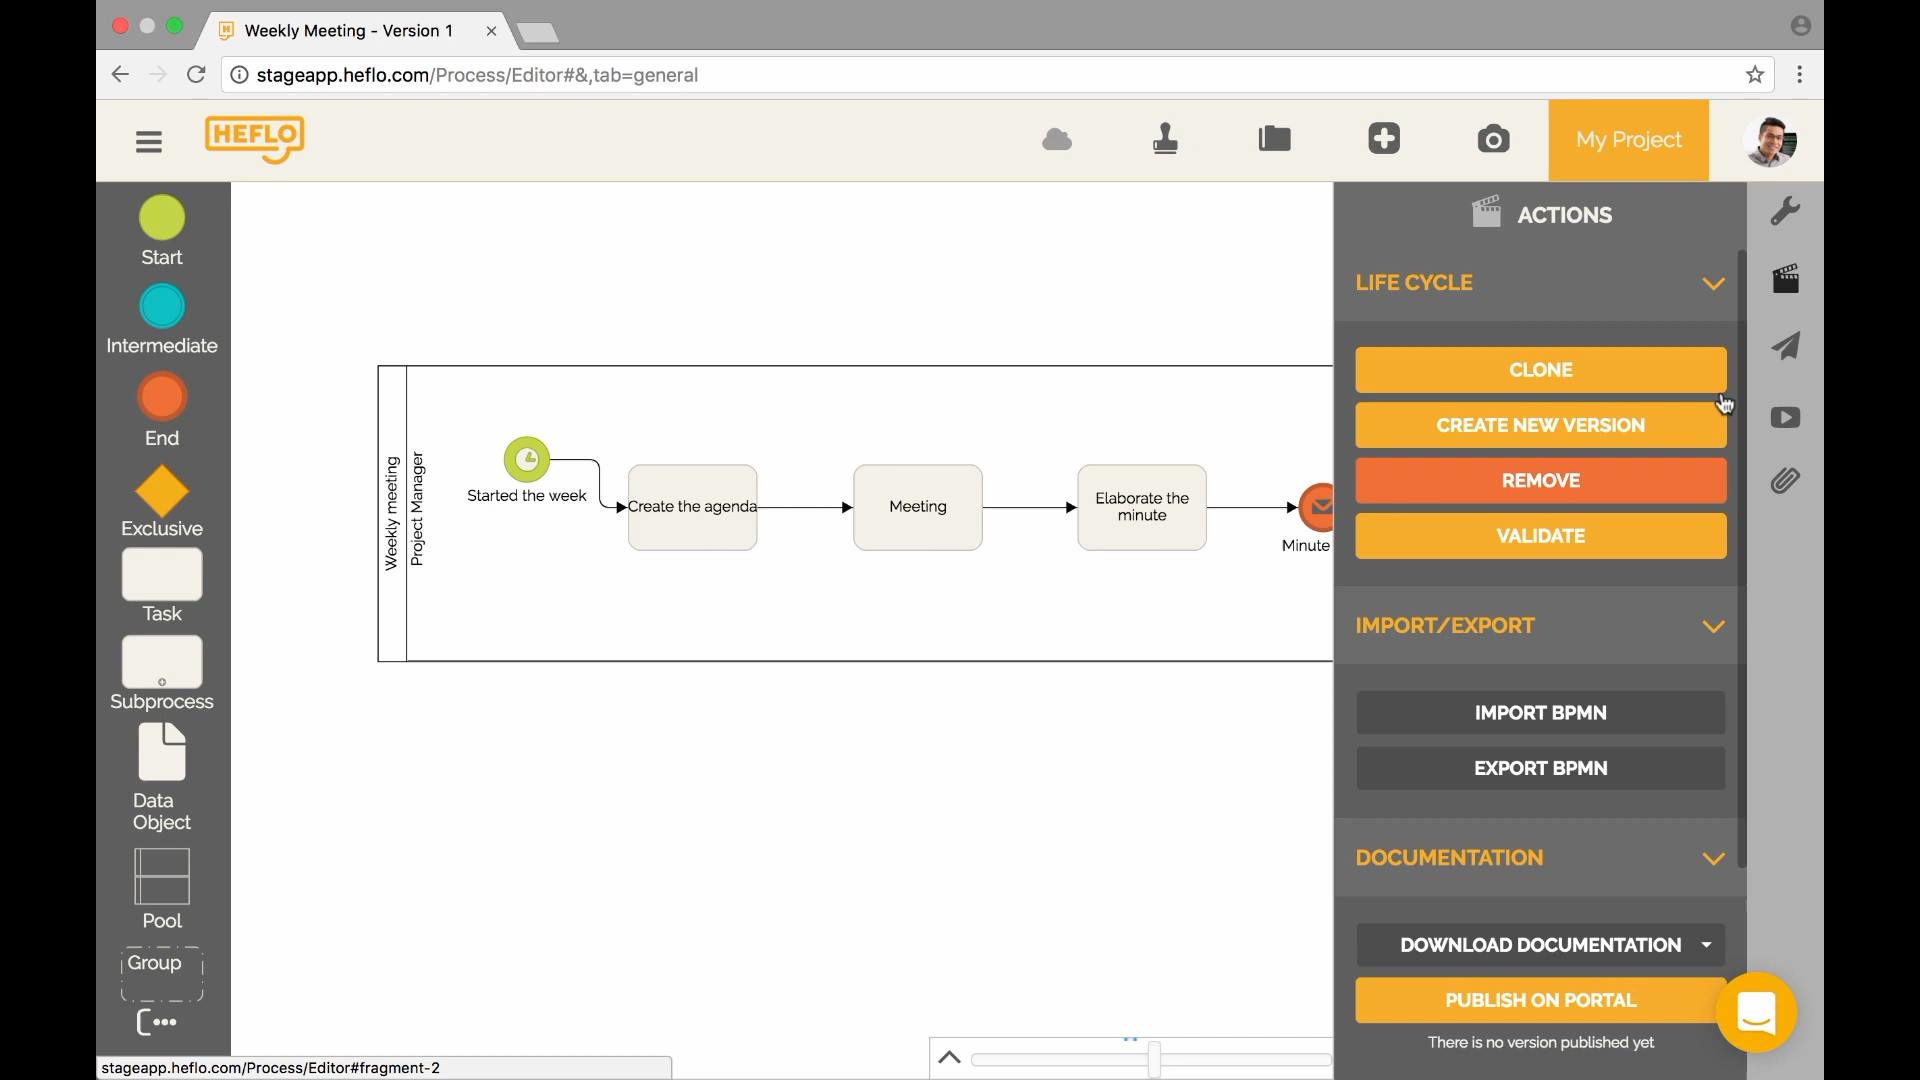 Weekly Meeting - Version 1
stageapp.heflo.com/Process/Editor#&,tab=general
HEFLO
My Project
Start
Intermediate
End
Exclusive
Task
Subprocess
Data
Object
Pool
Group
Weekly meeting
Project Manager
Started the week
Create the agenda
Meeting
Elaborate the
minute
Minute
ACTIONS
LIFE CYCLE
CLONE
CREATE NEW VERSION
REMOVE
VALIDATE
IMPORT/EXPORT
IMPORT BPMN
EXPORT BPMN
DOCUMENTATION
DOWNLOAD DOCUMENTATION
PUBLISH ON PORTAL
There is no version published yet
stageapp.heflo.com/Process/Editor#fragment-2